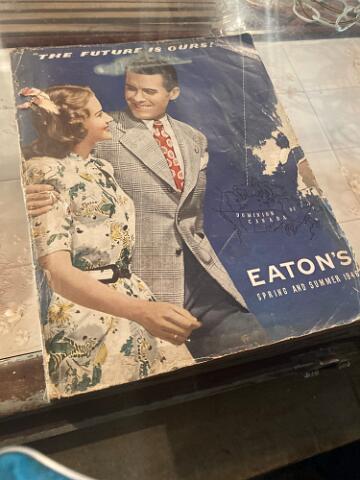 THE FUTURE IS OURS!
DOMINION OF
CANADA
EATON'S
SPRING AND SUMMER